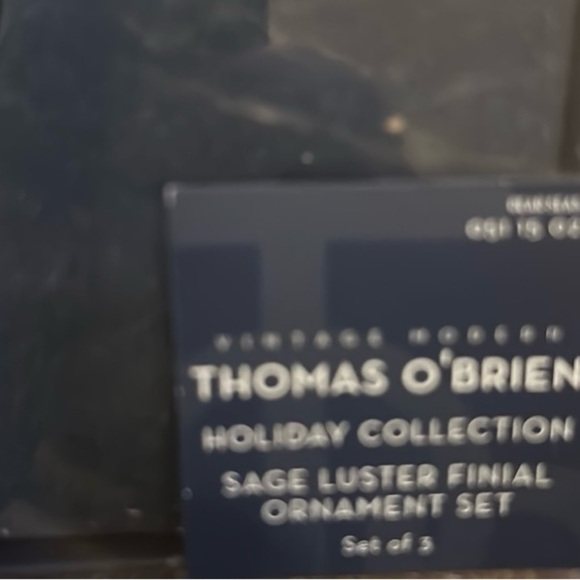 VINTAGE MODERN
THOMAS O'BRIEN
HOLIDAY COLLECTION
SAGE LUSTER FINIAL
ORNAMENT SET
Set of 3